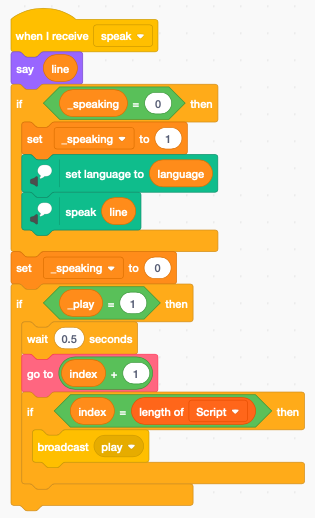 when I receive speak
say line
if _speaking = 0 then
set _speaking to 1
set language to language
speak line
set _speaking to 0
if _play = 1 then
wait 0.5 seconds
go to index + 1
if index = length of Script then
broadcast play